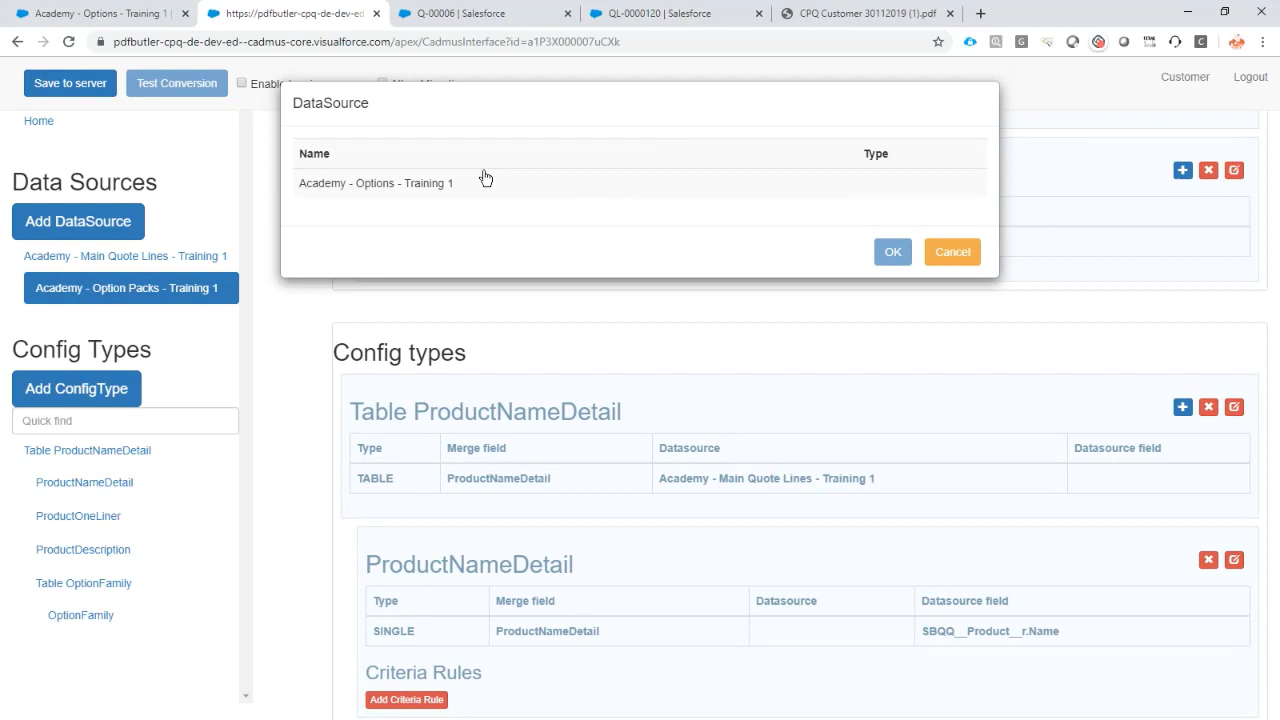 Academy - Options - Training 1 |
https://pdfbutler-cpq-de-dev-ed
Q-00006 | Salesforce
QL-0000120 | Salesforce
CPQ Customer 30112019 (1).pdf
pdfbutler-cpq-de-dev-ed--cadmus-core.visualforce.com/apex/CadmusInterface?id=a1P3X000007uCXk
Save to server
Test Conversion
Customer
Logout
DataSource
Name
Type
Academy - Options - Training 1
OK
Cancel
Home
Data Sources
Add DataSource
Academy - Main Quote Lines - Training 1
Academy - Option Packs - Training 1
Config Types
Add ConfigType
Quick find
Table ProductNameDetail
ProductNameDetail
ProductOneLiner
ProductDescription
Table OptionFamily
OptionFamily
Config types
Table ProductNameDetail
Type
Merge field
Datasource
Datasource field
TABLE
ProductNameDetail
Academy - Main Quote Lines - Training 1
ProductNameDetail
Type
Merge field
Datasource
Datasource field
SINGLE
ProductNameDetail
SBQQ__Product__r.Name
Criteria Rules
Add Criteria Rule